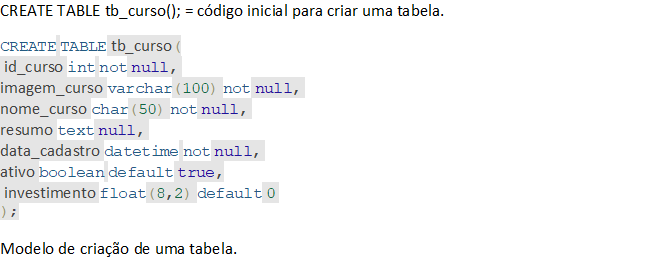 CREATE TABLE tb_curso(); = código inicial para criar uma tabela.
CREATE TABLE tb_curso (
id_curso int not null,
imagem_curso varchar (100) not null,
nome_curso char (50) not null,
resumo text null,
data_cadastro datetime not null,
ativo boolean default true,
investimento float (8,2) default 0
);
Modelo de criação de uma tabela.